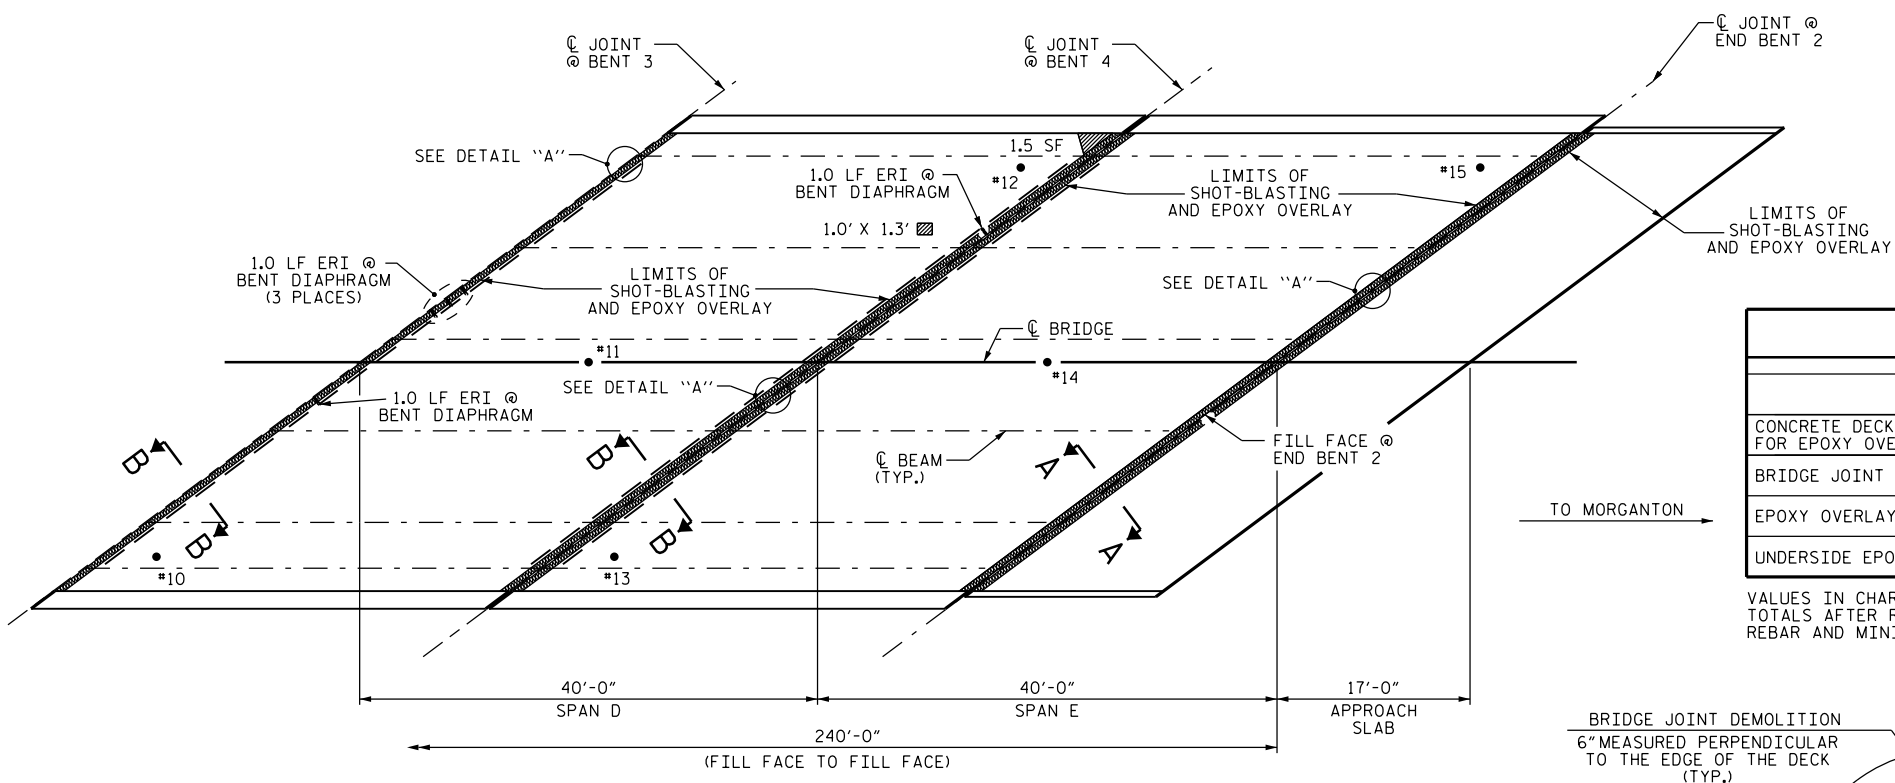 ℄ JOINT
@ BENT 3
℄ JOINT
@ BENT 4
℄ JOINT @
END BENT 2
SEE DETAIL "A"
1.5 SF
#12
1.0 LF ERI @
BENT DIAPHRAGM
LIMITS OF
SHOT-BLASTING
AND EPOXY OVERLAY
#15
1.0' X 1.3'
LIMITS OF
SHOT-BLASTING
AND EPOXY OVERLAY
1.0 LF ERI @
BENT DIAPHRAGM
(3 PLACES)
LIMITS OF
SHOT-BLASTING
AND EPOXY OVERLAY
SEE DETAIL "A"
℄ BRIDGE
#11
#14
SEE DETAIL "A"
1.0 LF ERI @
BENT DIAPHRAGM
FILL FACE @
END BENT 2
℄ BEAM
(TYP.)
B
B
A
B
B
A
#10
#13
TO MORGANTON
CONCRETE DECK
FOR EPOXY OVE
BRIDGE JOINT
EPOXY OVERLAY
UNDERSIDE EPO
VALUES IN CHAR
TOTALS AFTER R
REBAR AND MINI
40'-0"
SPAN D
40'-0"
SPAN E
17'-0"
APPROACH
SLAB
240'-0"
(FILL FACE TO FILL FACE)
BRIDGE JOINT DEMOLITION
6" MEASURED PERPENDICULAR
TO THE EDGE OF THE DECK
(TYP.)